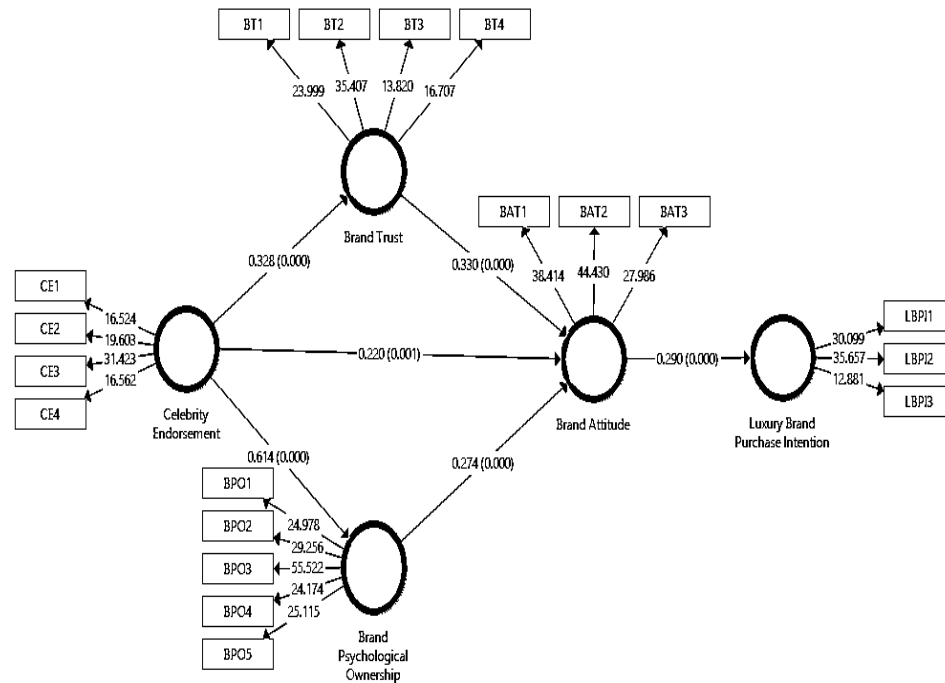 BT1
BT2
BT3
BT4
23.999
35.407
13.820
16.707
Brand Trust
BAT1
BAT2
BAT3
38.414
44.430
27.986
0.328 (0.000)
0.330 (0.000)
CE1
CE2
CE3
CE4
16.524
19.603
31.423
16.562
Celebrity
Endorsement
0.220 (0.001)
Brand Attitude
0.290 (0.000)
LBPI1
LBPI2
LBPI3
30.099
35.657
12.881
Luxury Brand
Purchase Intention
0.614 (0.000)
0.274 (0.000)
BPO1
BPO2
BPO3
BPO4
BPO5
24.978
29.256
55.522
24.174
25.115
Brand
Psychological
Ownership